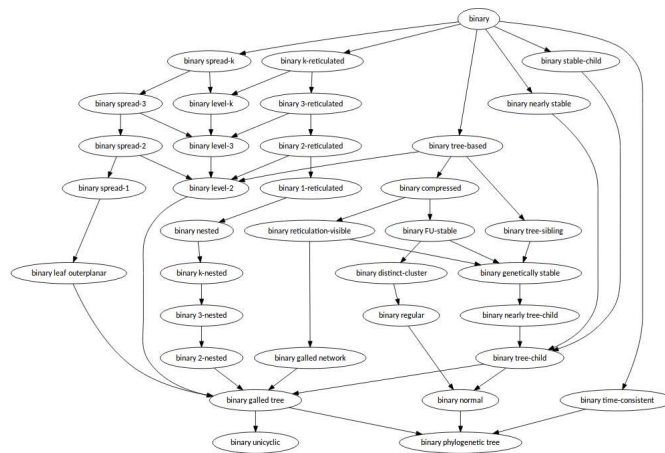 binary
binary spread-k
binary k-reticulated
binary stable-child
binary spread-3
binary level-k
binary 3-reticulated
binary nearly stable
binary spread-2
binary level-3
binary 2-reticulated
binary tree-based
binary spread-1
binary level-2
binary 1-reticulated
binary compressed
binary nested
binary reticulation-visible
binary FU-stable
binary tree-sibling
binary leaf outerplanar
binary k-nested
binary distinct-cluster
binary genetically stable
binary 3-nested
binary regular
binary nearly tree-child
binary 2-nested
binary galled network
binary tree-child
binary galled tree
binary normal
binary time-consistent
binary unicyclic
binary phylogenetic tree